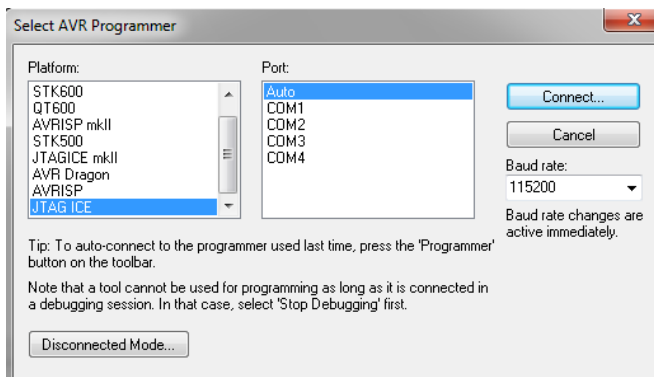 Select AVR Programmer
Platform:
STK600
QT600
AVRISP mkII
STK500
JTAGICE mkII
AVR Dragon
AVRISP
JTAG ICE
Port:
Auto
COM1
COM2
COM3
COM4
Connect...
Cancel
Baud rate:
115200
Baud rate changes are
active immediately.
Tip: To auto-connect to the programmer used last time, press the 'Programmer'
button on the toolbar.
Note that a tool cannot be used for programming as long as it is connected in
a debugging session. In that case, select 'Stop Debugging' first.
Disconnected Mode...